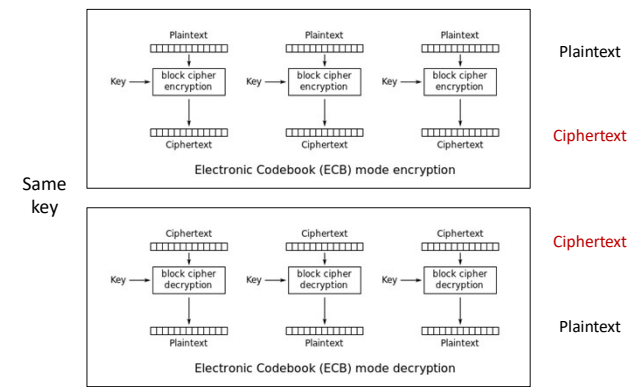 Plaintext Plaintext Plaintext
Plaintext
Key block cipher encryption Key block cipher encryption Key block cipher encryption
Ciphertext Ciphertext Ciphertext
Ciphertext
Electronic Codebook (ECB) mode encryption
Same
key
Ciphertext Ciphertext Ciphertext
Ciphertext
Key block cipher decryption Key block cipher decryption Key block cipher decryption
Plaintext Plaintext Plaintext
Plaintext
Electronic Codebook (ECB) mode decryption